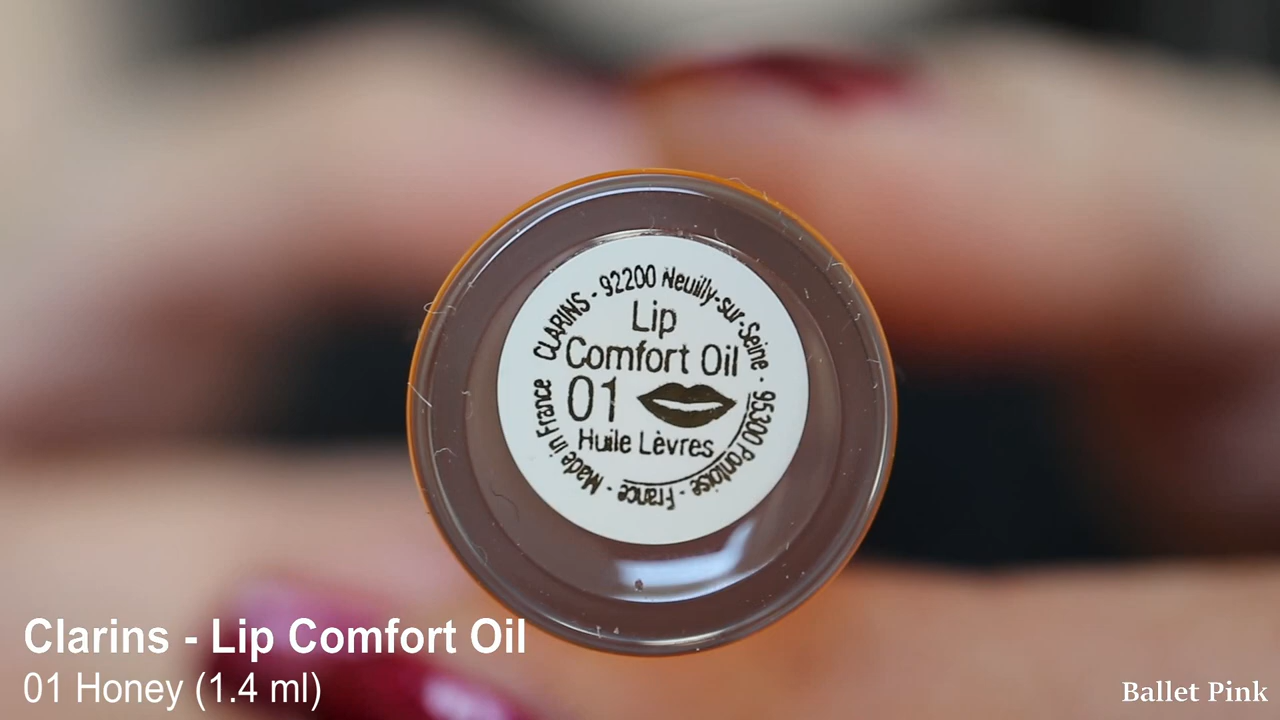 CLARINS - 92200 Neuilly-sur-Seine - 95300 Pontoise - France - Made in France
Lip
Comfort Oil
01
Huile Lèvres
Clarins - Lip Comfort Oil
01 Honey (1.4 ml)
Ballet Pink